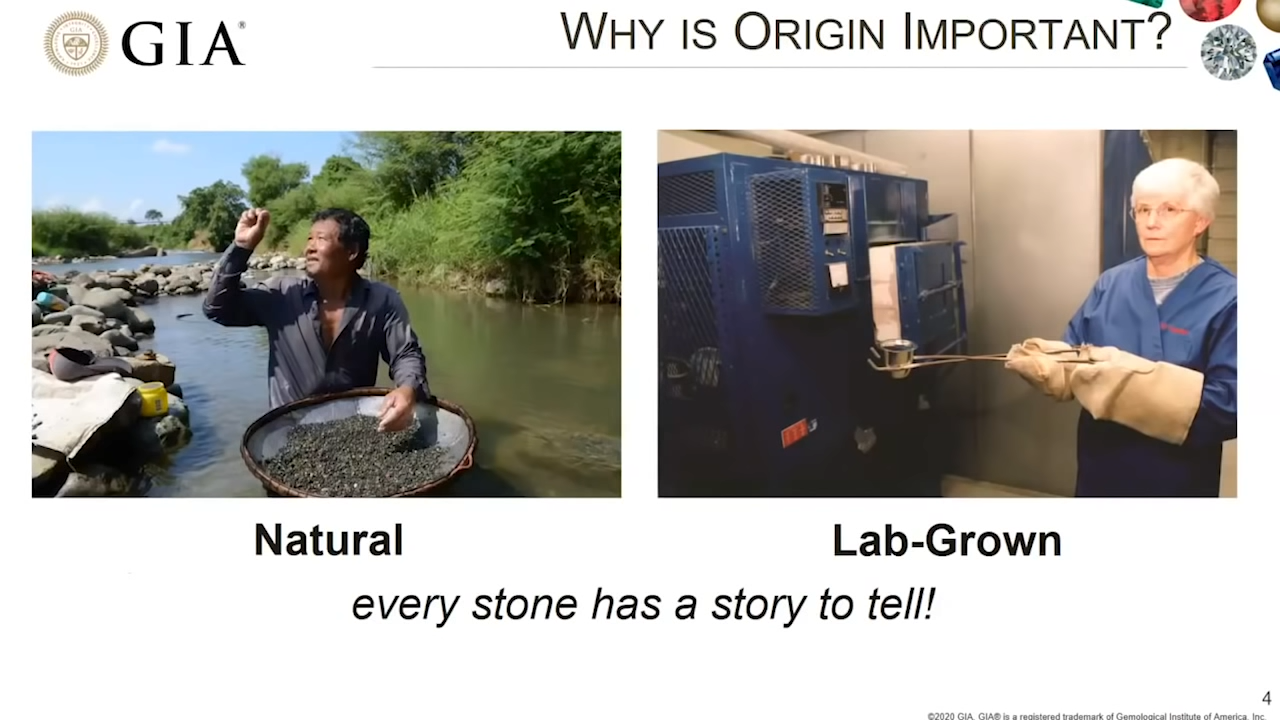 GIA®
WHY IS ORIGIN IMPORTANT?
Natural
Lab-Grown
every stone has a story to tell!
4
©2020 GIA. GIA® is a registered trademark of Gemological Institute of America, Inc.